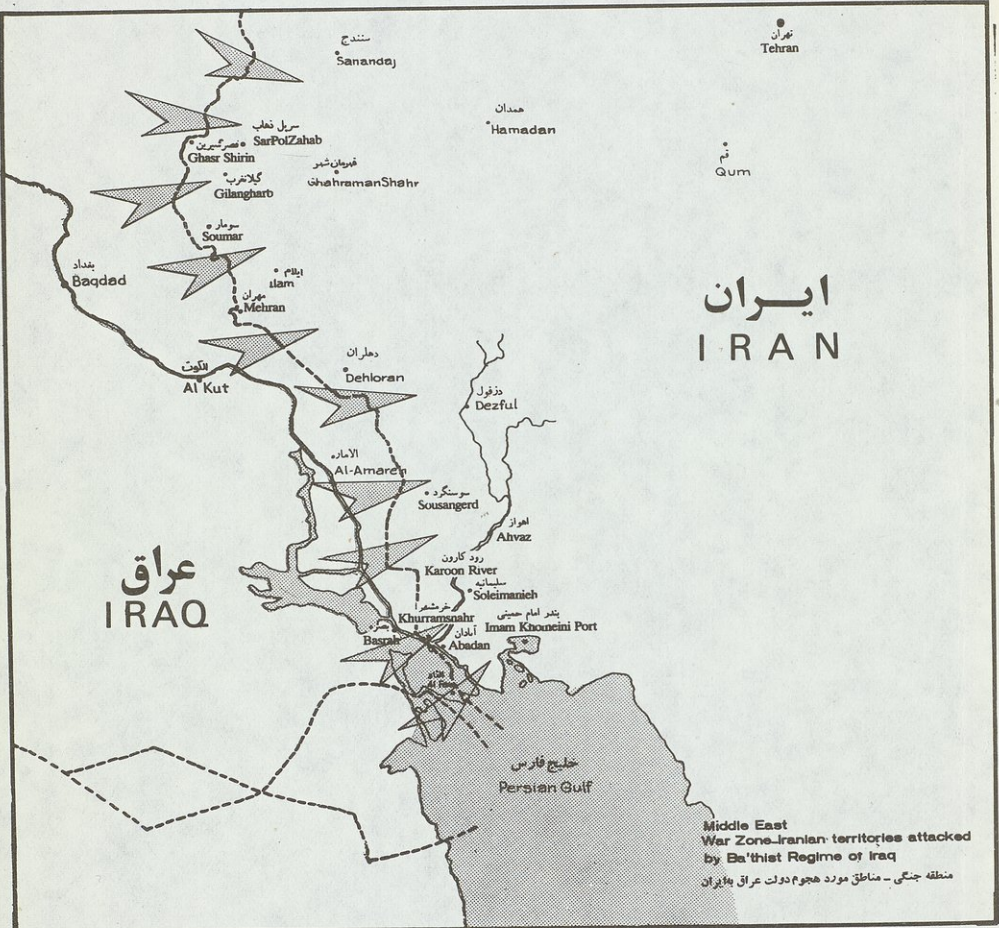 تهران
Tehran
سنندج
Sanandaj
همدان
Hamadan
قم
Qum
سرپل ذهاب
SarPolZahab
قصرشیرین
Ghasr Shirin
قهرمان‌شهر
GhahramanShahr
گیلانغرب
Gilangharb
سومار
Soumar
بغداد
Baqdad
ایلام
ilam
مهران
Mehran
ایران
IRAN
الکوت
Al Kut
دهلران
Dehloran
دزفول
Dezful
الاماره
Al-Amareh
سوسنگرد
Sousangerd
اهواز
Ahvaz
رود کارون
Karoon River
عراق
IRAQ
سلیمانیه
Soleimanieh
خرمشهر
Khurramsnahr
بندر امام خمینی
Imam Khomeini Port
بصره
Basrah
آبادان
Abadan
خلیج فارس
Persian Gulf
Middle East
War Zone–Iranian territories attacked
by Ba'thist Regime of Iraq
منطقه جنگی – مناطق مورد هجوم دولت عراق به ایران